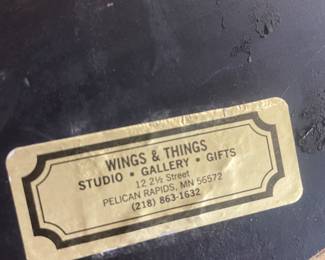 WINGS & THINGS
STUDIO • GALLERY • GIFTS
12 2½ Street
PELICAN RAPIDS, MN 56572
(218) 863-1632